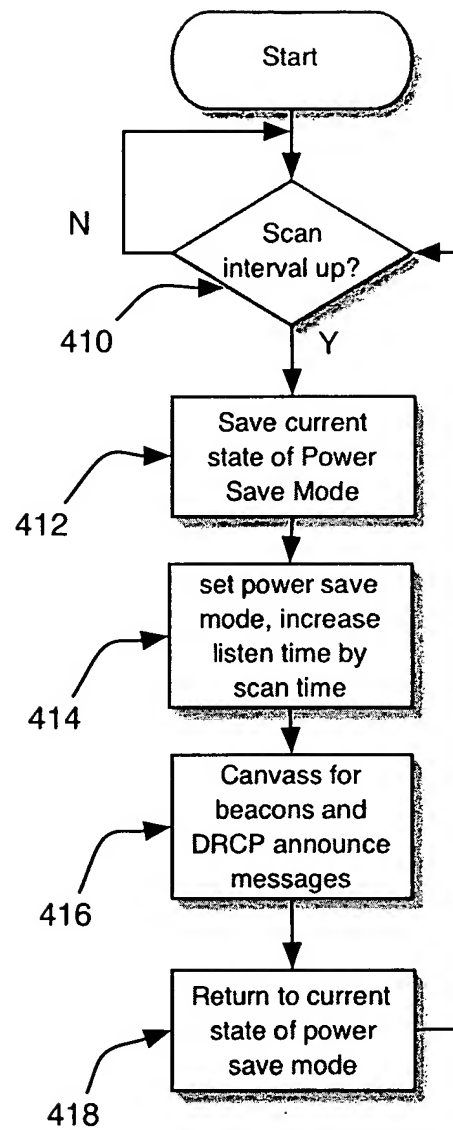 Start
N
Scan
interval up?
410
Y
Save current
state of Power
Save Mode
412
set power save
mode, increase
listen time by
scan time
414
Canvass for
beacons and
DRCP announce
messages
416
Return to current
state of power
save mode
418